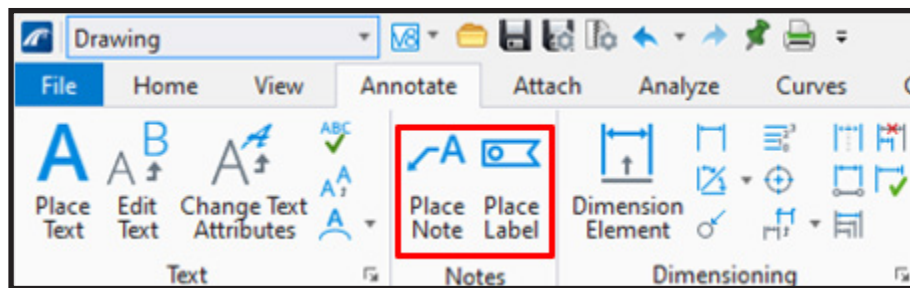 Drawing
V8
File Home View Annotate Attach Analyze Curves
A B A ABC
A A
Place Text
Edit Text
Change Text Attributes
A
Place Note
Place Label
Dimension Element
Text Notes Dimensioning